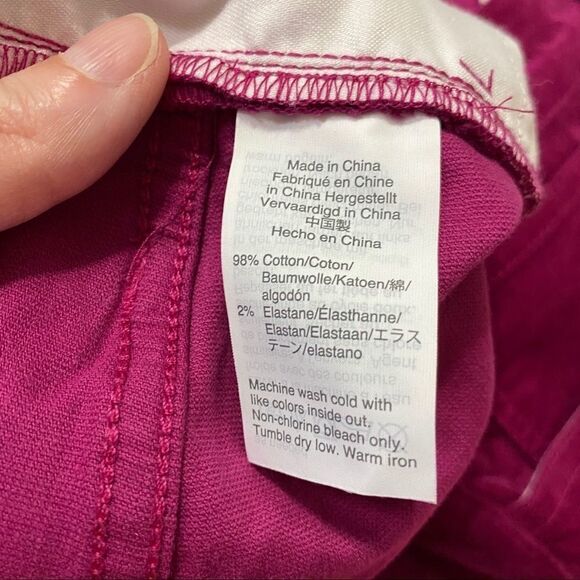 Made in China
Fabriqué en Chine
in China Hergestellt
Vervaardigd in China
中国製
Hecho en China
98% Cotton/Coton/
Baumwolle/Katoen/綿/
algodón
2% Elastane/Élasthanne/
Elastan/Elastaan/エラス
テーン/elastano
Machine wash cold with
like colors inside out.
Non-chlorine bleach only.
Tumble dry low. Warm iron